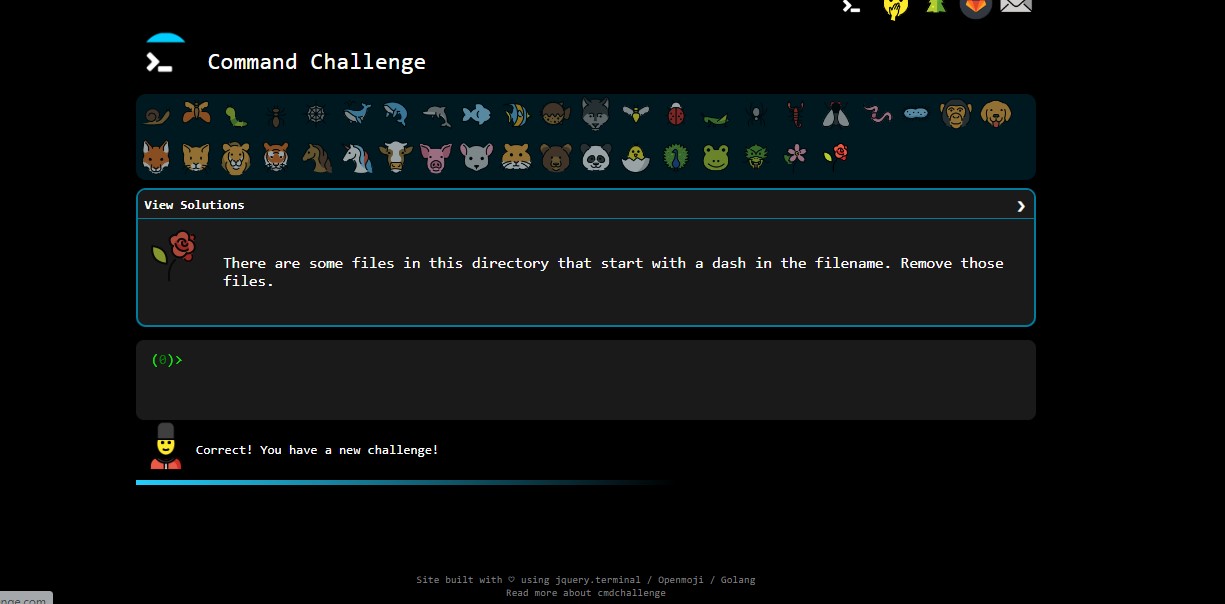 Command Challenge
View Solutions
There are some files in this directory that start with a dash in the filename. Remove those
files.
(0)>
Correct! You have a new challenge!
Site built with ♡ using jquery.terminal / Openmoji / Golang
Read more about cmdchallenge
nge.com